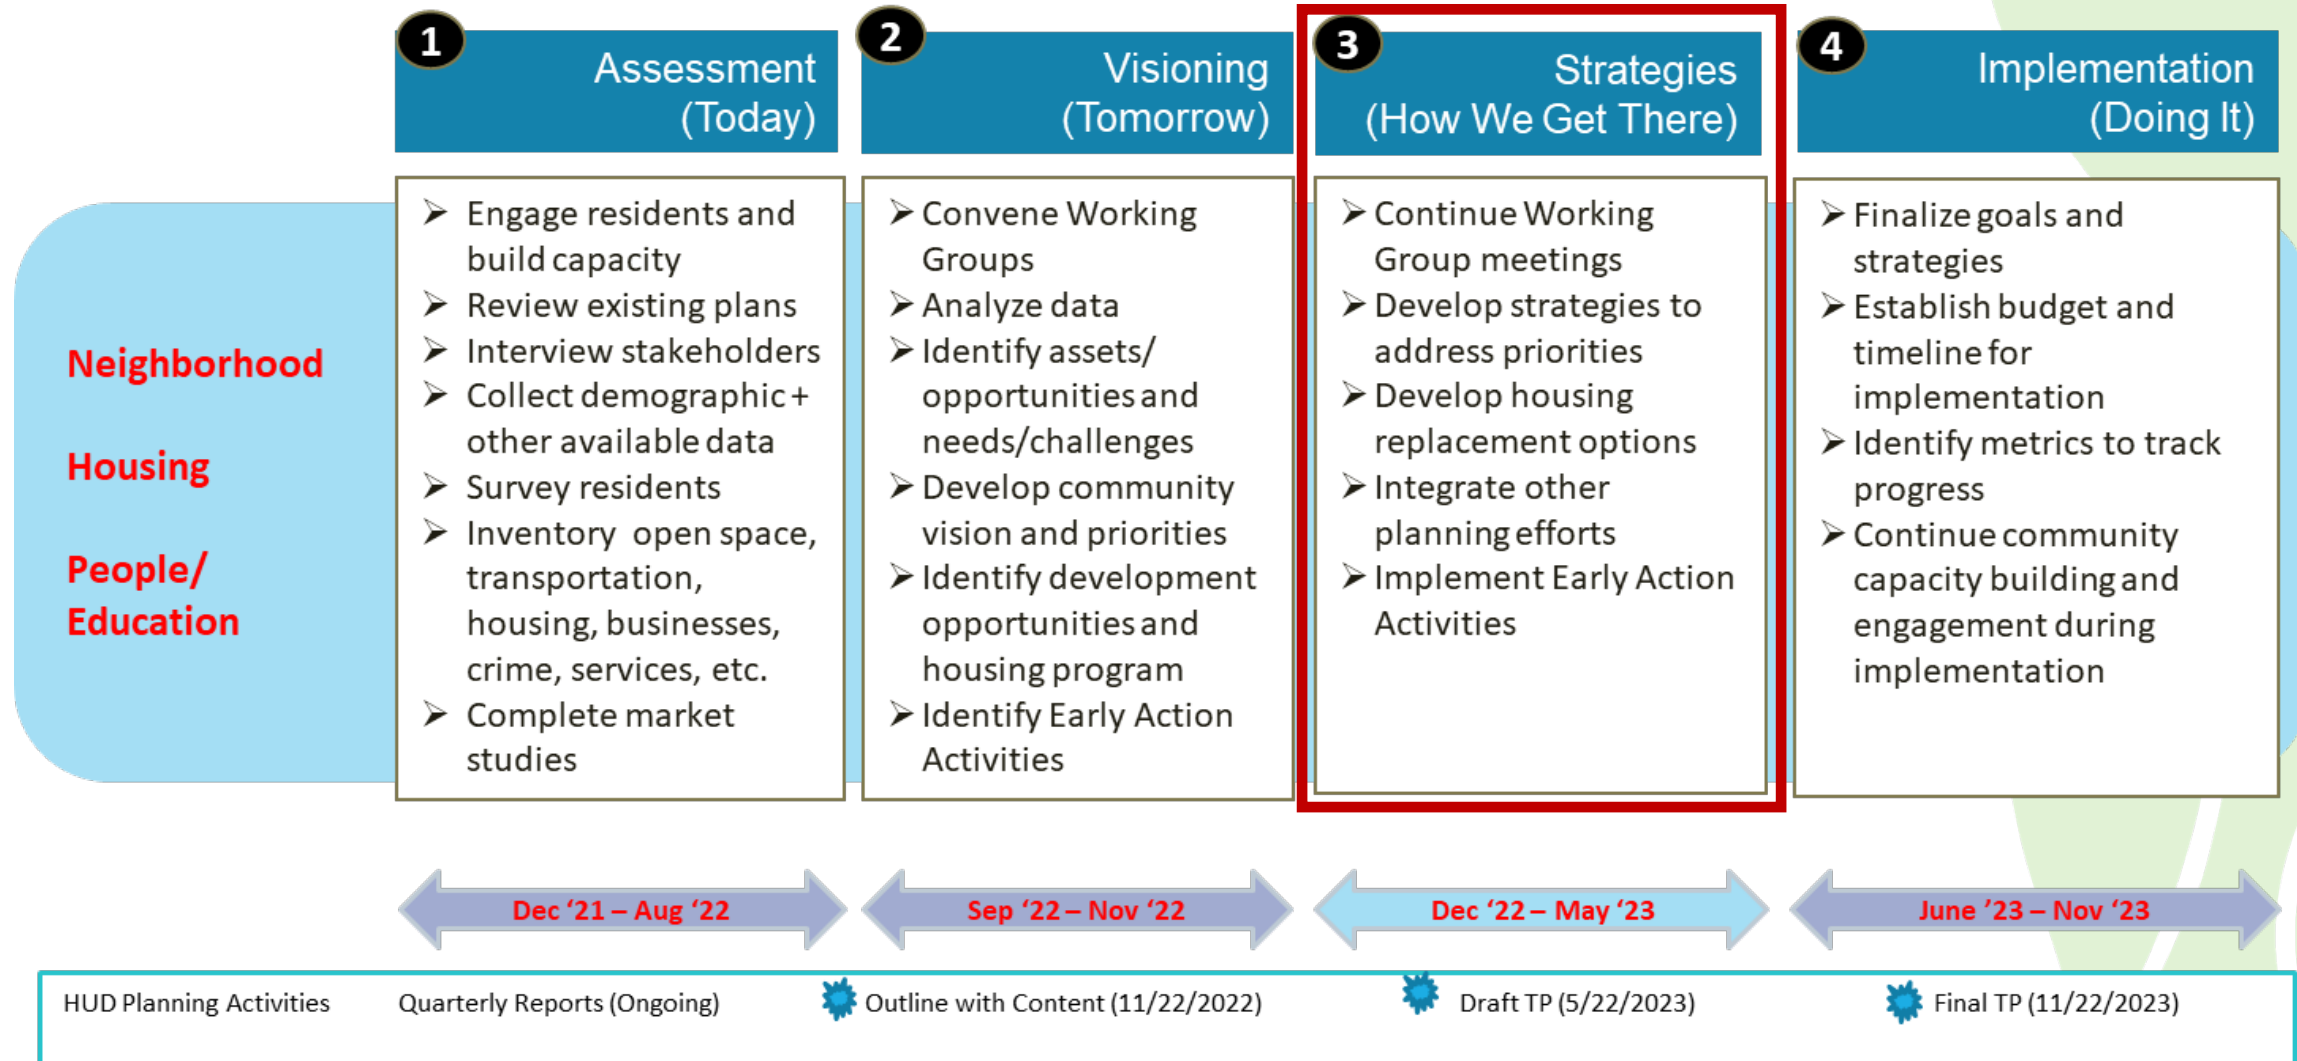 1
Assessment
(Today)
2
Visioning
(Tomorrow)
3
Strategies
(How We Get There)
4
Implementation
(Doing It)
Neighborhood
Housing
People/
Education
➢ Engage residents and
build capacity
➢ Review existing plans
➢ Interview stakeholders
➢ Collect demographic +
other available data
➢ Survey residents
➢ Inventory open space,
transportation,
housing, businesses,
crime, services, etc.
➢ Complete market
studies
➢ Convene Working
Groups
➢ Analyze data
➢ Identify assets/
opportunities and
needs/challenges
➢ Develop community
vision and priorities
➢ Identify development
opportunities and
housing program
➢ Identify Early Action
Activities
➢ Continue Working
Group meetings
➢ Develop strategies to
address priorities
➢ Develop housing
replacement options
➢ Integrate other
planning efforts
➢ Implement Early Action
Activities
➢ Finalize goals and
strategies
➢ Establish budget and
timeline for
implementation
➢ Identify metrics to track
progress
➢ Continue community
capacity building and
engagement during
implementation
Dec ‘21 – Aug ‘22
Sep ‘22 – Nov ‘22
Dec ‘22 – May ‘23
June ’23 – Nov ‘23
HUD Planning Activities
Quarterly Reports (Ongoing)
Outline with Content (11/22/2022)
Draft TP (5/22/2023)
Final TP (11/22/2023)